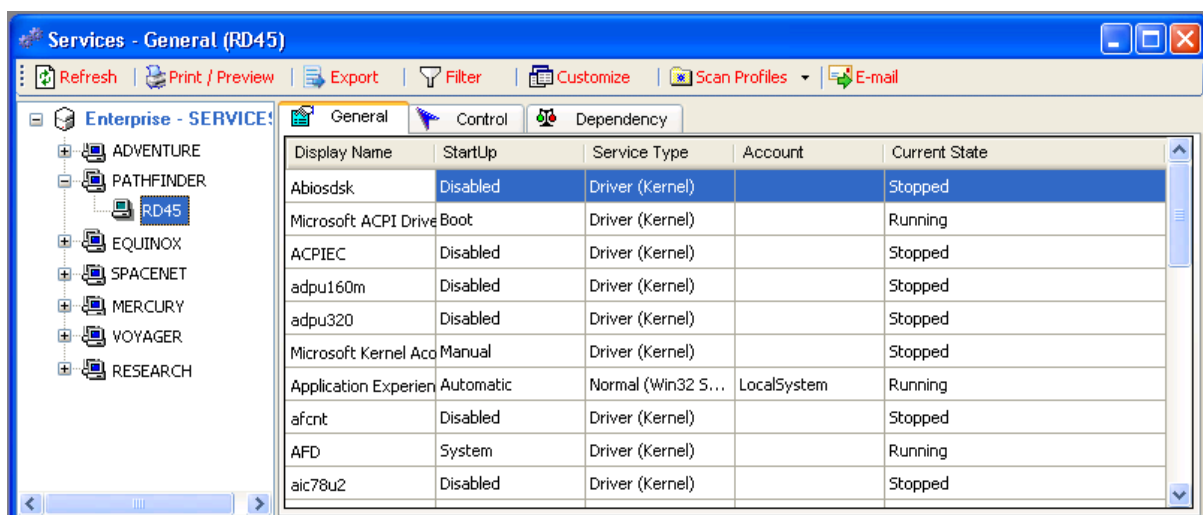 Services - General (RD45)
Refresh Print / Preview Export Filter Customize Scan Profiles E-mail
Enterprise - SERVICES
ADVENTURE
PATHFINDER
RD45
EQUINOX
SPACENET
MERCURY
VOYAGER
RESEARCH
General Control Dependency
Display Name StartUp Service Type Account Current State
Abiosdsk Disabled Driver (Kernel) Stopped
Microsoft ACPI Drive Boot Driver (Kernel) Running
ACPIEC Disabled Driver (Kernel) Stopped
adpu160m Disabled Driver (Kernel) Stopped
adpu320 Disabled Driver (Kernel) Stopped
Microsoft Kernel Aco Manual Driver (Kernel) Stopped
Application Experien Automatic Normal (Win32 S... LocalSystem Running
afcnt Disabled Driver (Kernel) Stopped
AFD System Driver (Kernel) Running
aic78u2 Disabled Driver (Kernel) Stopped